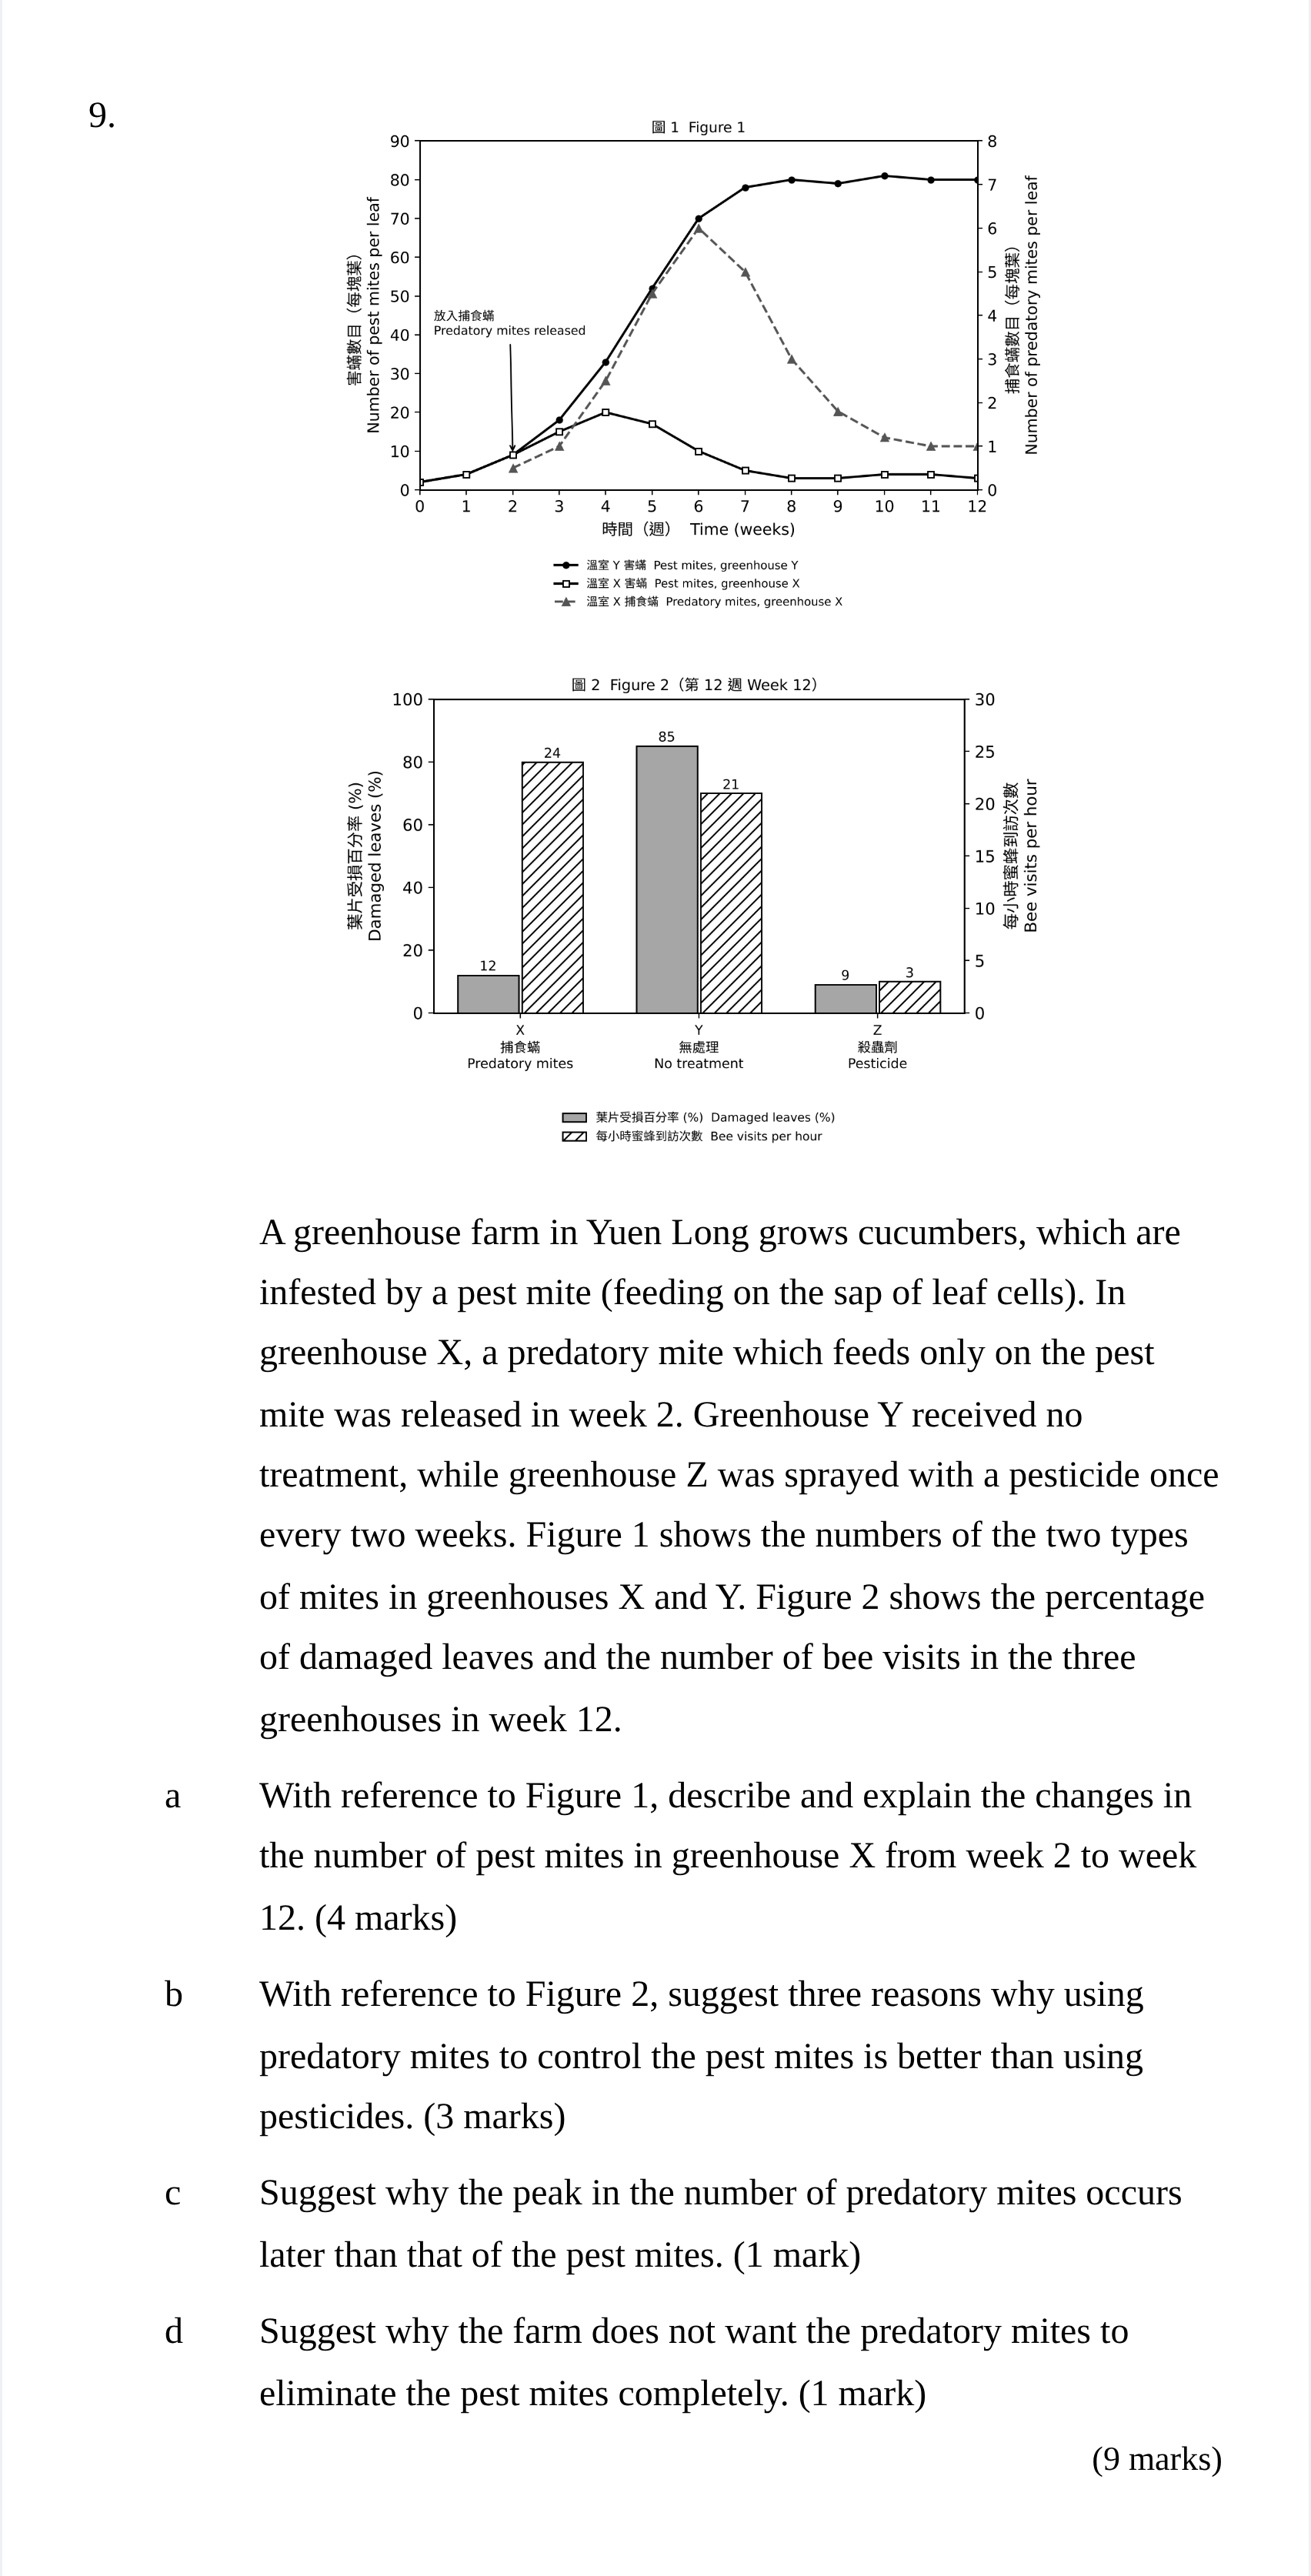 9.
圖 1 Figure 1
90
80
70
60
50
40
30
20
10
0
8
7
6
5
4
3
2
1
0
害蟎數目（每塊葉）
Number of pest mites per leaf
捕食蟎數目（每塊葉）
Number of predatory mites per leaf
放入捕食蟎
Predatory mites released
0 1 2 3 4 5 6 7 8 9 10 11 12
時間（週） Time (weeks)
溫室 Y 害蟎 Pest mites, greenhouse Y
溫室 X 害蟎 Pest mites, greenhouse X
溫室 X 捕食蟎 Predatory mites, greenhouse X
圖 2 Figure 2（第 12 週 Week 12）
100
80
60
40
20
0
30
25
20
15
10
5
0
葉片受損百分率 (%)
Damaged leaves (%)
每小時蜜蜂到訪次數
Bee visits per hour
12
24
85
21
9
3
X
捕食蟎
Predatory mites
Y
無處理
No treatment
Z
殺蟲劑
Pesticide
葉片受損百分率 (%) Damaged leaves (%)
每小時蜜蜂到訪次數 Bee visits per hour
A greenhouse farm in Yuen Long grows cucumbers, which are
infested by a pest mite (feeding on the sap of leaf cells). In
greenhouse X, a predatory mite which feeds only on the pest
mite was released in week 2. Greenhouse Y received no
treatment, while greenhouse Z was sprayed with a pesticide once
every two weeks. Figure 1 shows the numbers of the two types
of mites in greenhouses X and Y. Figure 2 shows the percentage
of damaged leaves and the number of bee visits in the three
greenhouses in week 12.
a With reference to Figure 1, describe and explain the changes in
the number of pest mites in greenhouse X from week 2 to week
12. (4 marks)
b With reference to Figure 2, suggest three reasons why using
predatory mites to control the pest mites is better than using
pesticides. (3 marks)
c Suggest why the peak in the number of predatory mites occurs
later than that of the pest mites. (1 mark)
d Suggest why the farm does not want the predatory mites to
eliminate the pest mites completely. (1 mark)
(9 marks)